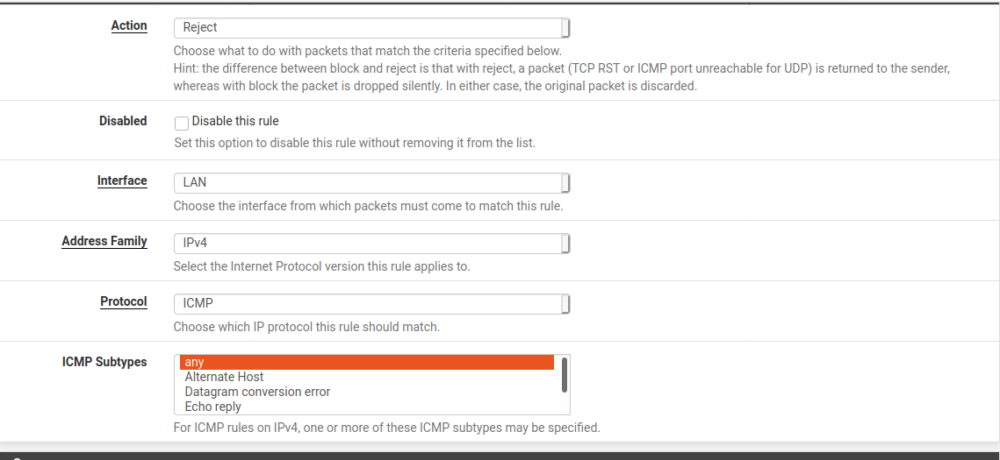 Action
Reject
Choose what to do with packets that match the criteria specified below.
Hint: the difference between block and reject is that with reject, a packet (TCP RST or ICMP port unreachable for UDP) is returned to the sender,
whereas with block the packet is dropped silently. In either case, the original packet is discarded.
Disabled
Disable this rule
Set this option to disable this rule without removing it from the list.
Interface
LAN
Choose the interface from which packets must come to match this rule.
Address Family
IPv4
Select the Internet Protocol version this rule applies to.
Protocol
ICMP
Choose which IP protocol this rule should match.
ICMP Subtypes
any
Alternate Host
Datagram conversion error
Echo reply
For ICMP rules on IPv4, one or more of these ICMP subtypes may be specified.